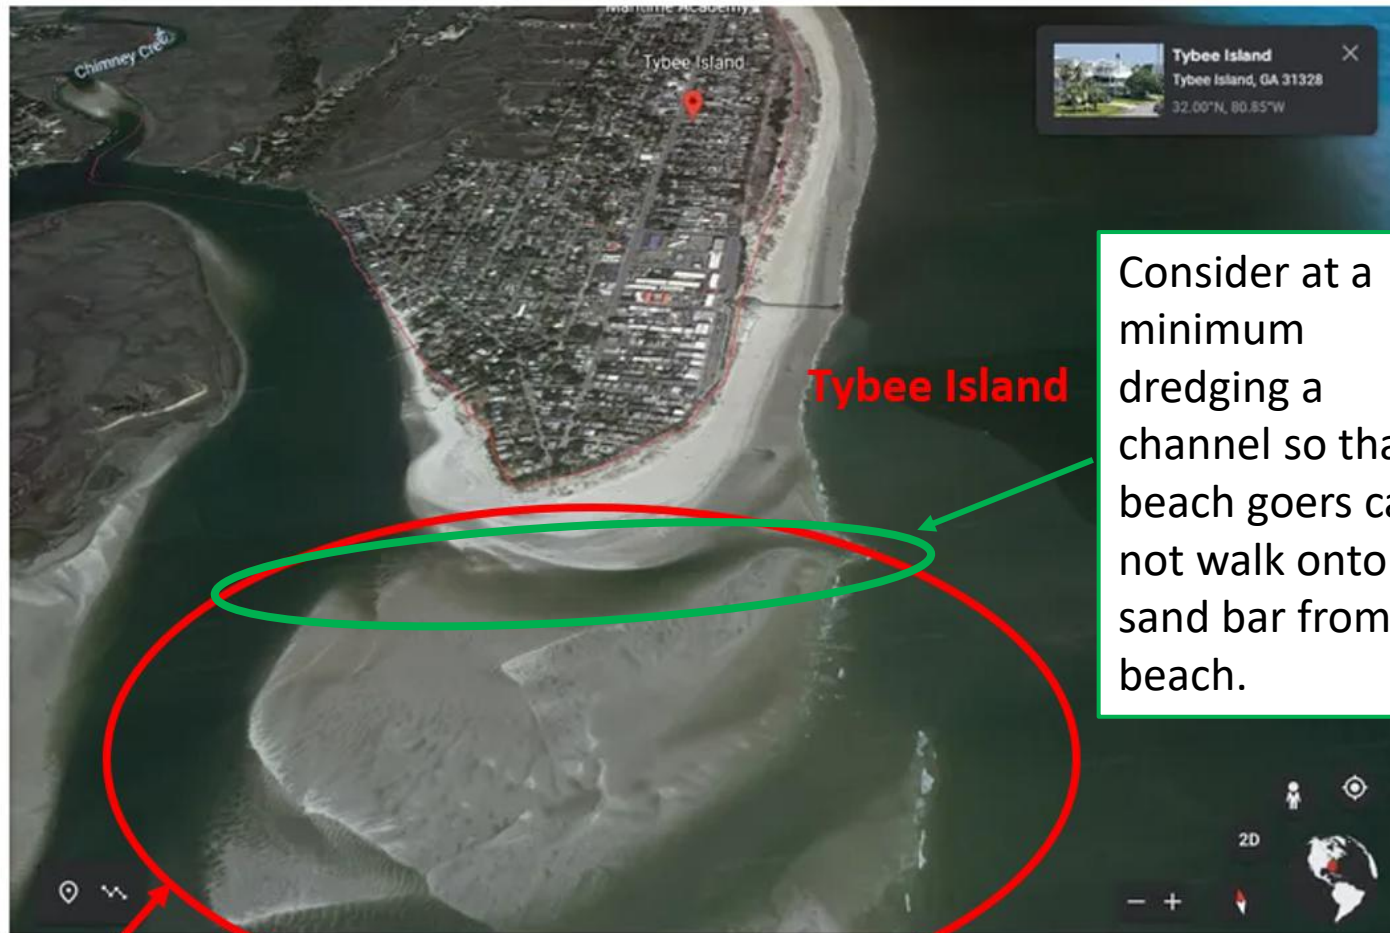 Tybee Island
Chimney Cree
Tybee Island
Tybee Island, GA 31328
32.00°N, 80.85°W
Consider at a
minimum
dredging a
channel so tha
beach goers ca
not walk onto
sand bar from
beach.
Tybee Island
2D